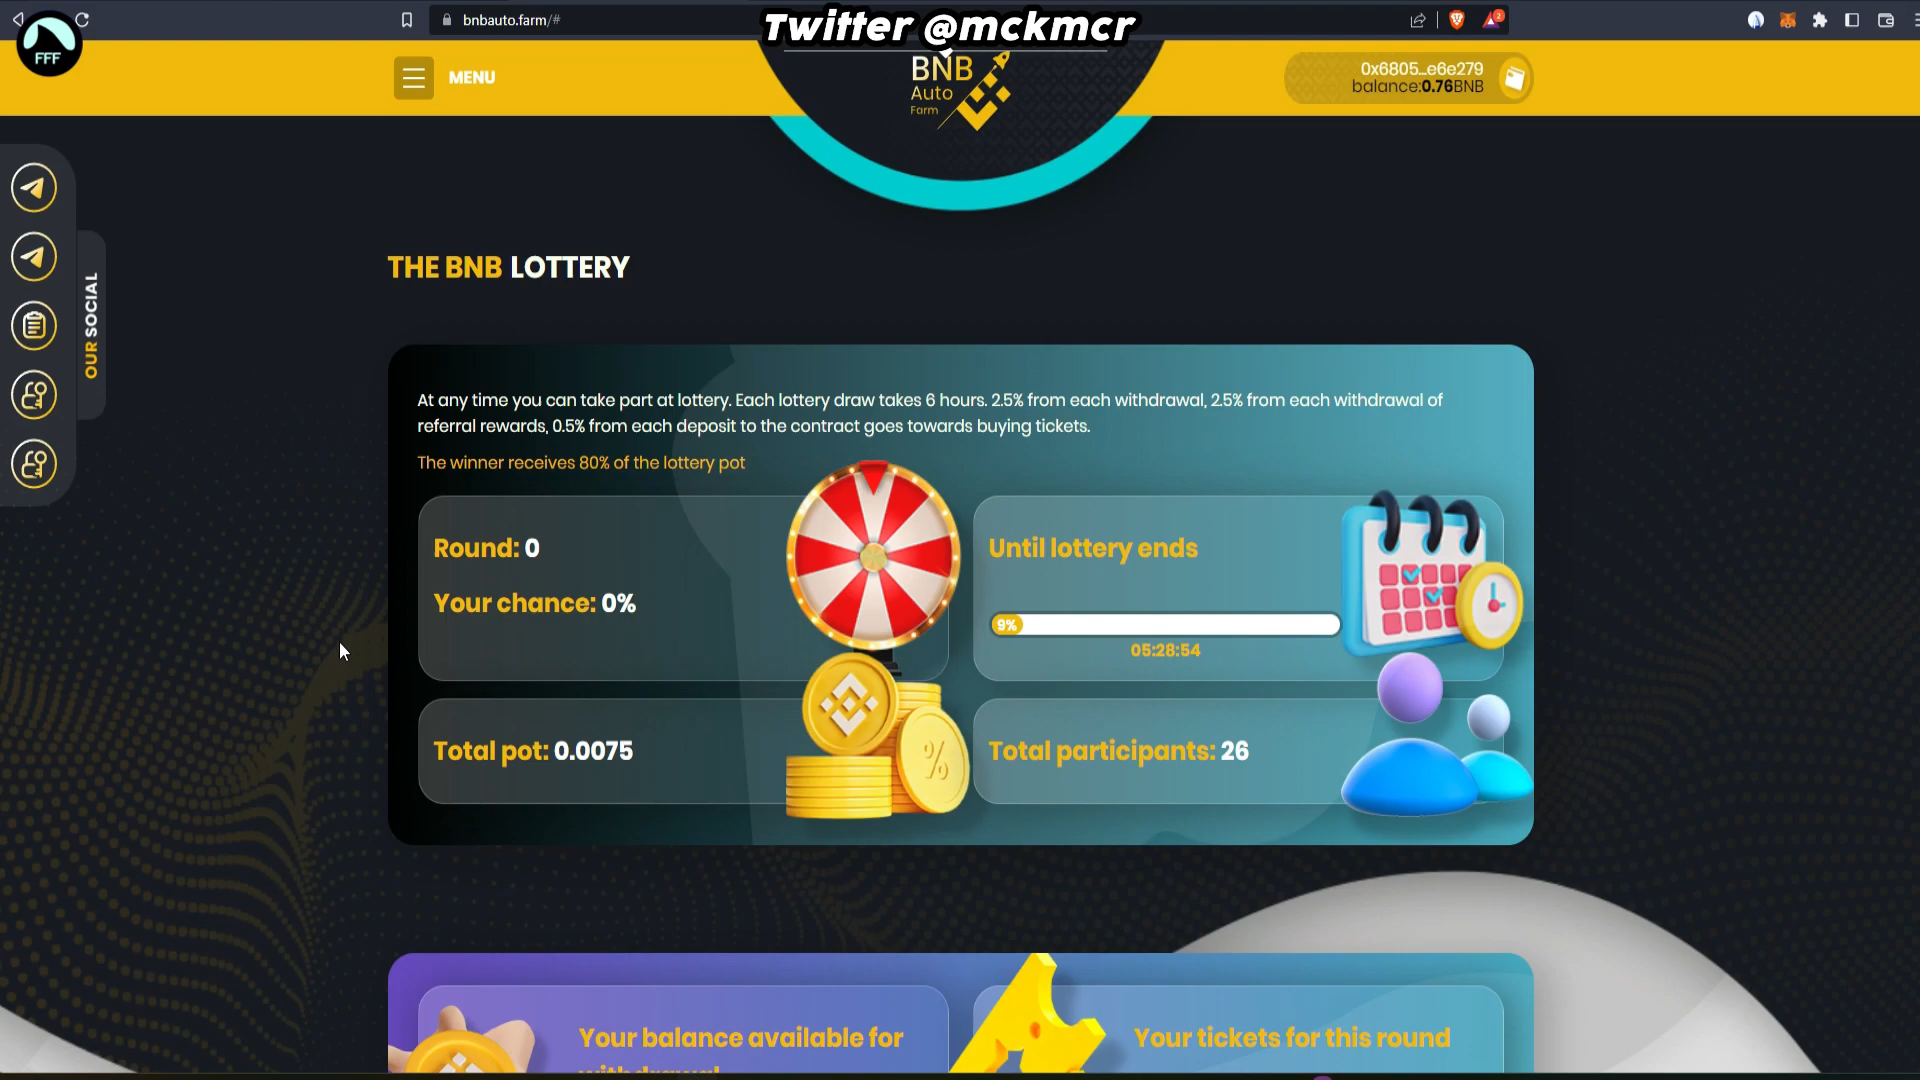 bnbauto.farm/#
Twitter @mckmcr
2
FFF
MENU
BNB
Auto
Farm
0x6805...e6e279
balance:0.76BNB
OUR SOCIAL
THE BNB LOTTERY
At any time you can take part at lottery. Each lottery draw takes 6 hours. 2.5% from each withdrawal, 2.5% from each withdrawal of
referral rewards, 0.5% from each deposit to the contract goes towards buying tickets.
The winner receives 80% of the lottery pot
Round: 0
Your chance: 0%
Until lottery ends
9%
05:28:54
Total pot: 0.0075
%
Total participants: 26
Your balance available for
withdrawal
Your tickets for this round